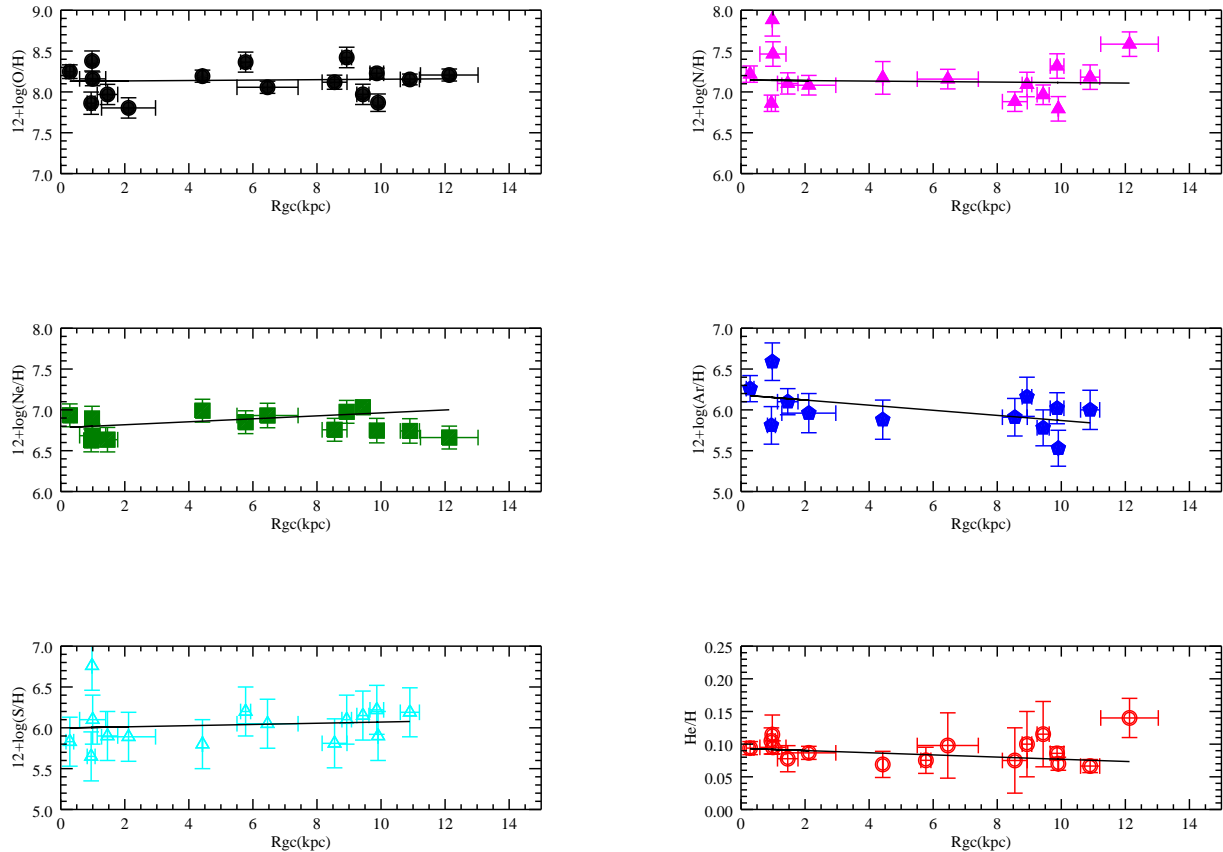 12+log(O/H)
9.0
8.5
8.0
7.5
7.0
0 2 4 6 8 10 12 14
Rgc(kpc)
12+log(N/H)
8.0
7.5
7.0
6.5
6.0
0 2 4 6 8 10 12 14
Rgc(kpc)
12+log(Ne/H)
8.0
7.5
7.0
6.5
6.0
0 2 4 6 8 10 12 14
Rgc(kpc)
12+log(Ar/H)
7.0
6.5
6.0
5.5
5.0
0 2 4 6 8 10 12 14
Rgc(kpc)
12+log(S/H)
7.0
6.5
6.0
5.5
5.0
0 2 4 6 8 10 12 14
Rgc(kpc)
He/H
0.25
0.20
0.15
0.10
0.05
0.00
0 2 4 6 8 10 12 14
Rgc(kpc)